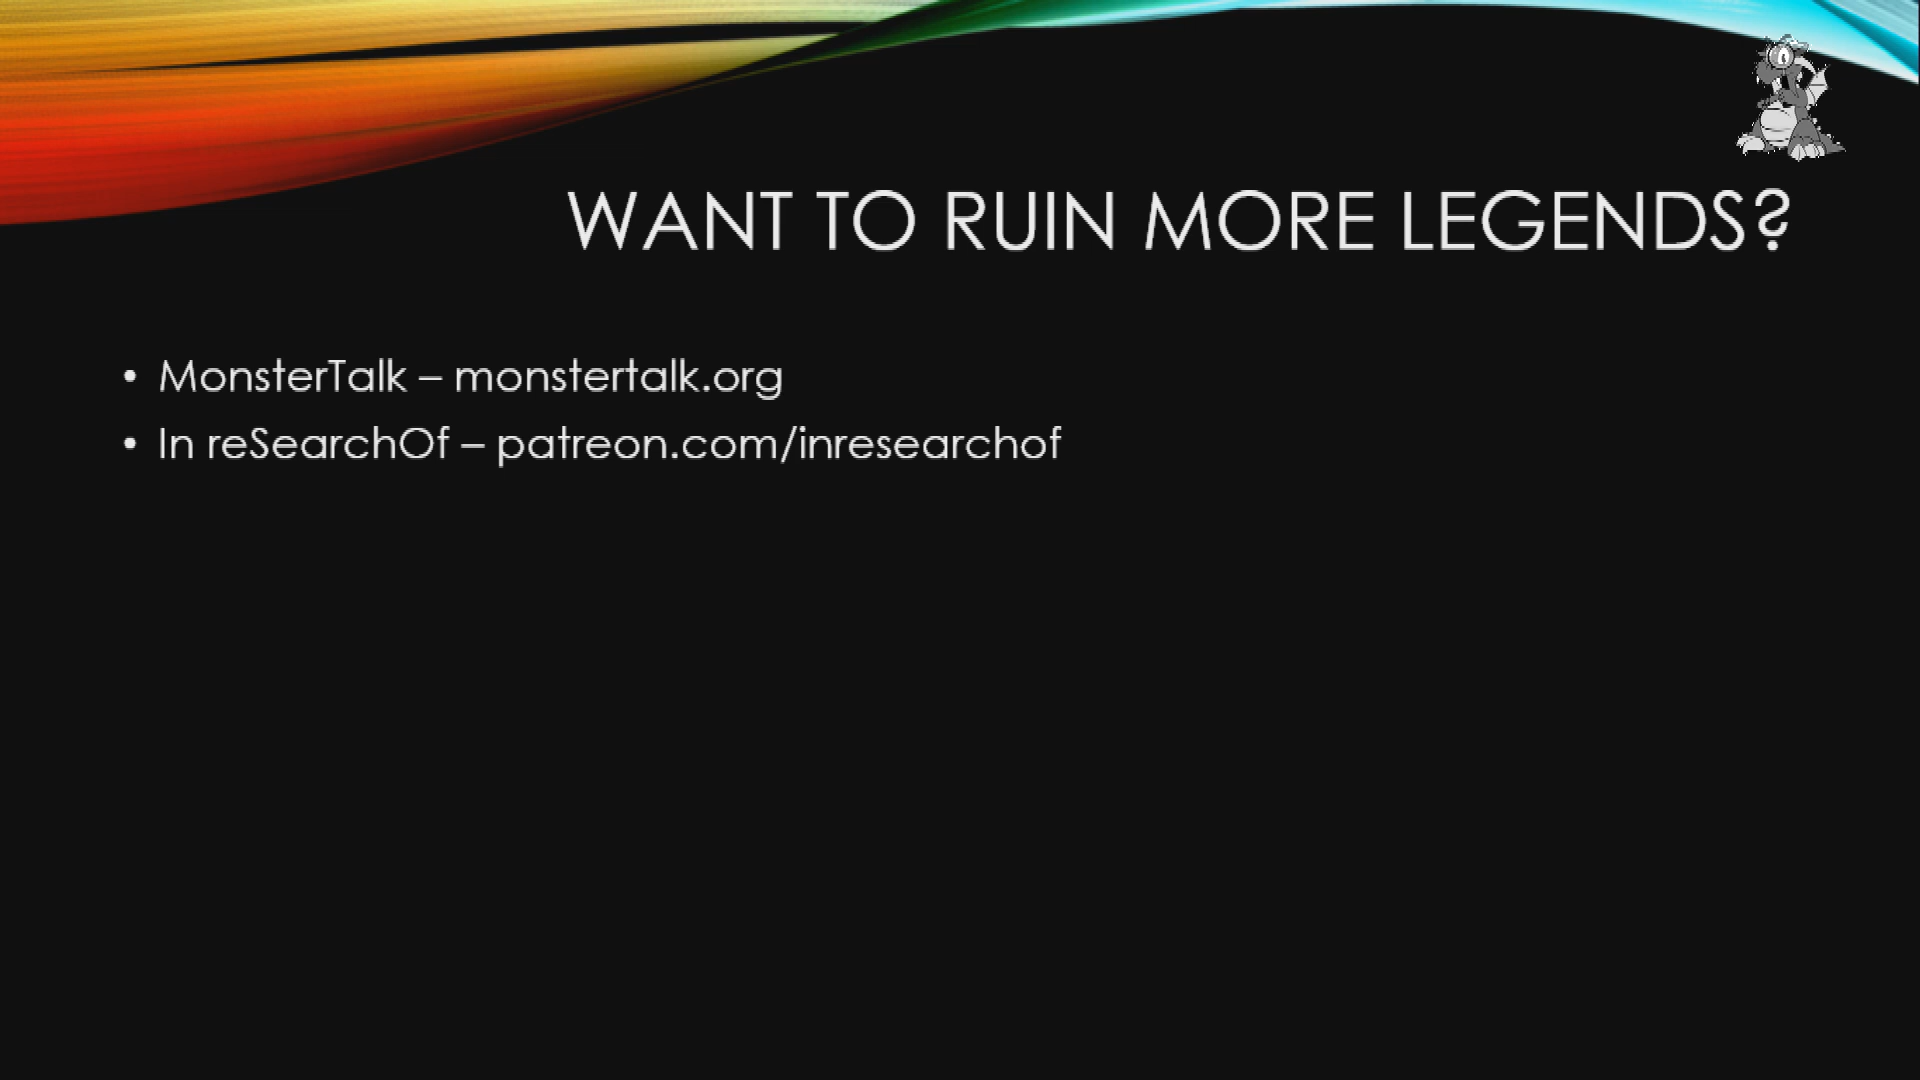 WANT TO RUIN MORE LEGENDS?
• MonsterTalk – monstertalk.org
• In reSearchOf – patreon.com/inresearchof